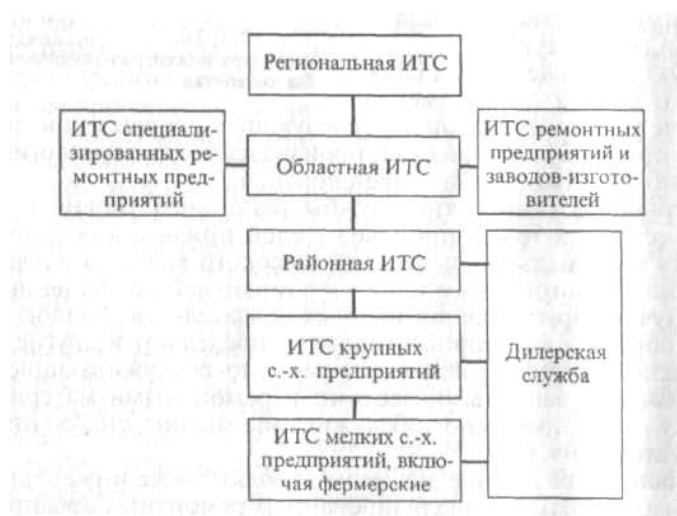 Региональная ИТС
ИТС специали-
зированных ре-
монтных пред-
приятий
Областная ИТС
ИТС ремонтных
предприятий и
заводов-изгото-
вителей
Районная ИТС
ИТС крупных
с.-х. предприятий
Дилерская
служба
ИТС мелких с.-х.
предприятий, вклю-
чая фермерские